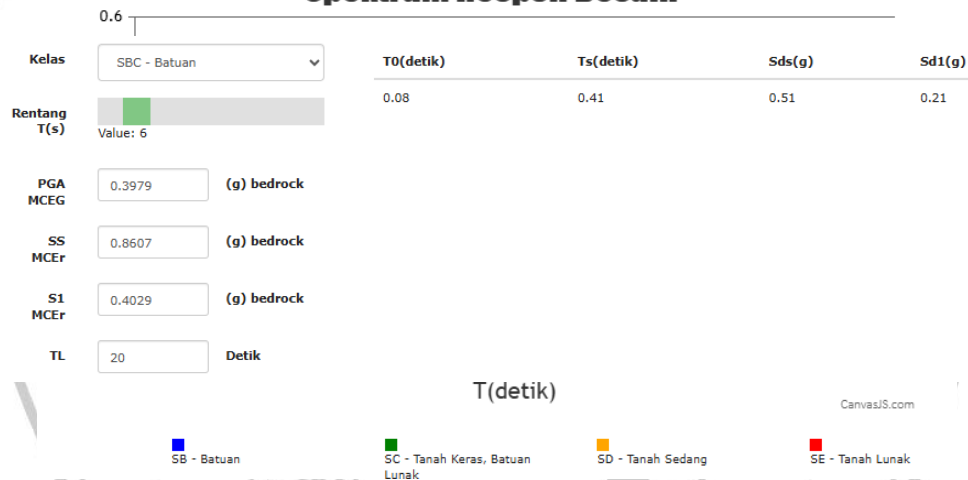 0.6
Kelas
SBC - Batuan
T0(detik) Ts(detik) Sds(g) Sd1(g)
0.08 0.41 0.51 0.21
Rentang
T(s)
Value: 6
PGA
MCEG
0.3979
(g) bedrock
SS
MCEr
0.8607
(g) bedrock
S1
MCEr
0.4029
(g) bedrock
TL
20
Detik
T(detik)
CanvasJS.com
SB - Batuan
SC - Tanah Keras, Batuan
Lunak
SD - Tanah Sedang
SE - Tanah Lunak